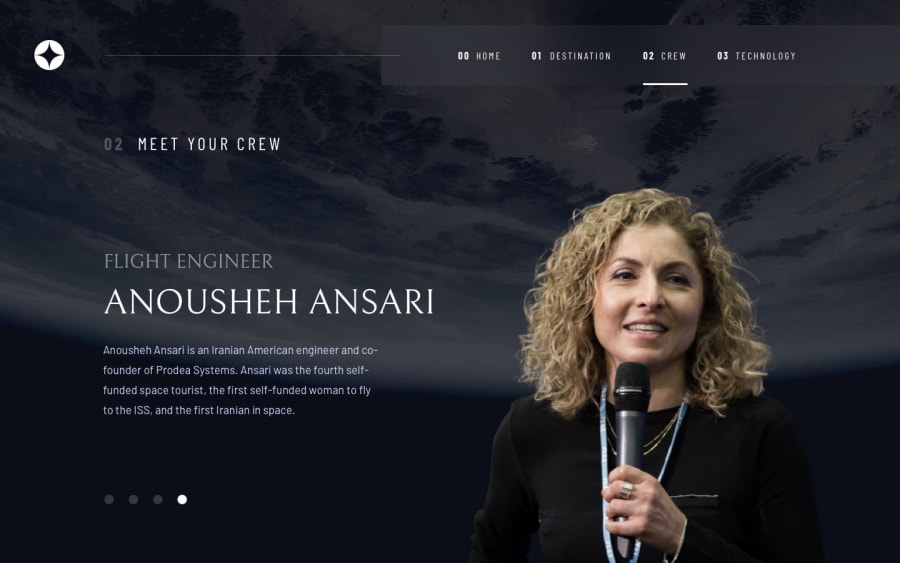 00 HOME 01 DESTINATION 02 CREW 03 TECHNOLOGY
02 MEET YOUR CREW
FLIGHT ENGINEER
ANOUSHEH ANSARI
Anousheh Ansari is an Iranian American engineer and co-
founder of Prodea Systems. Ansari was the fourth self-
funded space tourist, the first self-funded woman to fly
to the ISS, and the first Iranian in space.